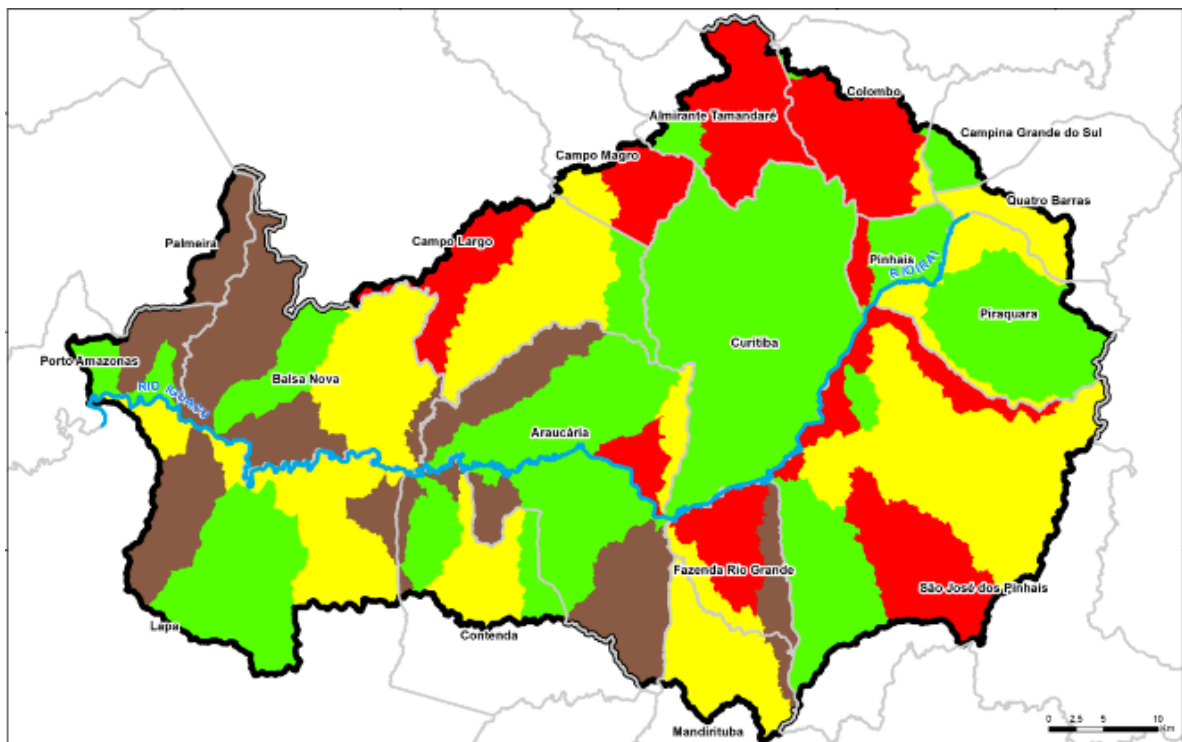 Colombo
Almirante Tamandaré
Campina Grande do Sul
Campo Magro
Quatro Barras
Palmeira
Campo Largo
Pinhais
RIO IRAÍ
Piraquara
Curitiba
Porto Amazonas
Balsa Nova
RIO IGUAÇU
Araucária
Fazenda Rio Grande
São José dos Pinhais
Lapa
Contenda
Mandirituba
0 2.5 5 10
Km